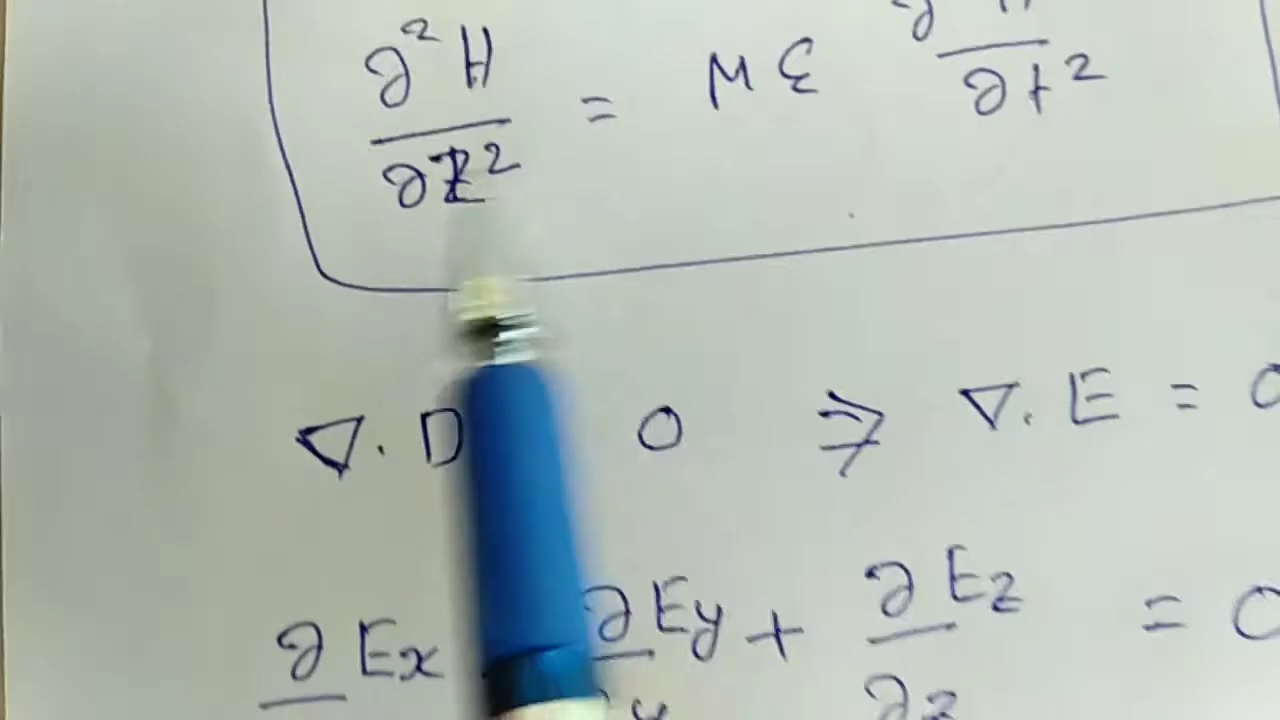 ∂²H/∂z² = με ∂²H/∂t²
∇. D 0 ⇒ ∇. E = 0
∂/ Ex ∂/∂y Ey + ∂/∂z Ez = 0